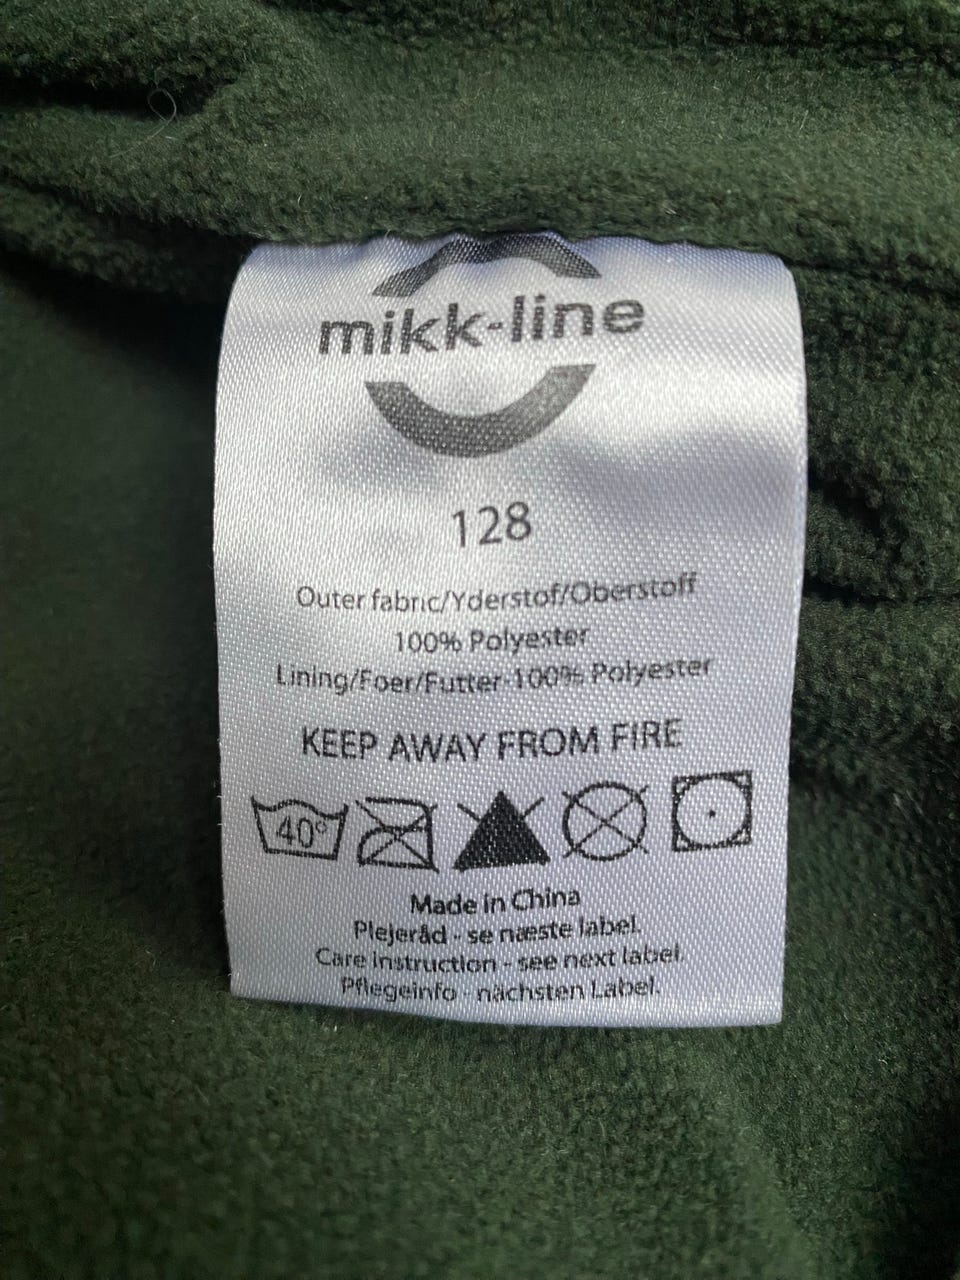 mikk-line
128
Outer fabric/Yderstof/Oberstoff
100% Polyester
Lining/Foer/Futter 100% Polyester
KEEP AWAY FROM FIRE
40°
Made in China
Plejeråd - se næste label.
Care instruction - see next label.
Pflegeinfo - nächsten Label.